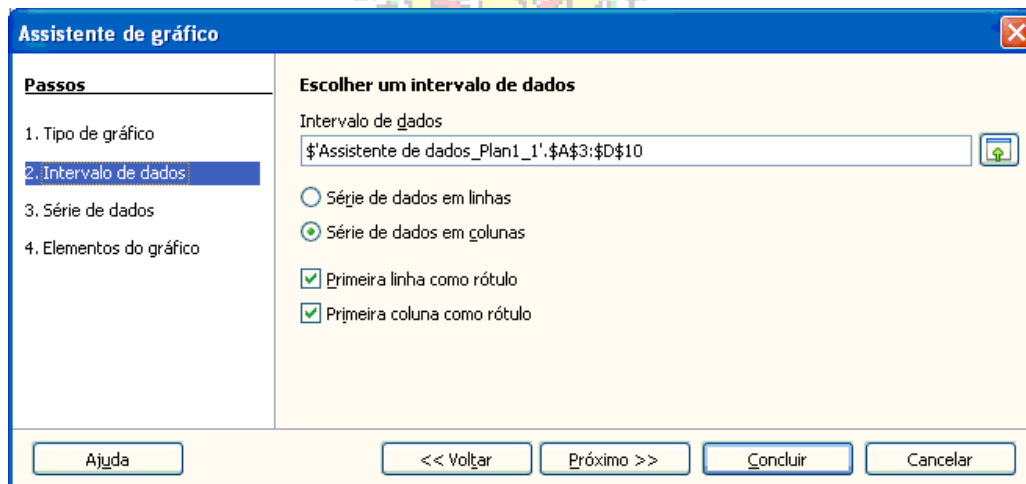 Assistente de gráfico
Passos
1. Tipo de gráfico
2. Intervalo de dados
3. Série de dados
4. Elementos do gráfico
Escolher um intervalo de dados
Intervalo de dados
$'Assistente de dados_Plan1_1'.$A$3:$D$10
Série de dados em linhas
Série de dados em colunas
Primeira linha como rótulo
Primeira coluna como rótulo
Ajuda
<< Voltar
Próximo >>
Concluir
Cancelar